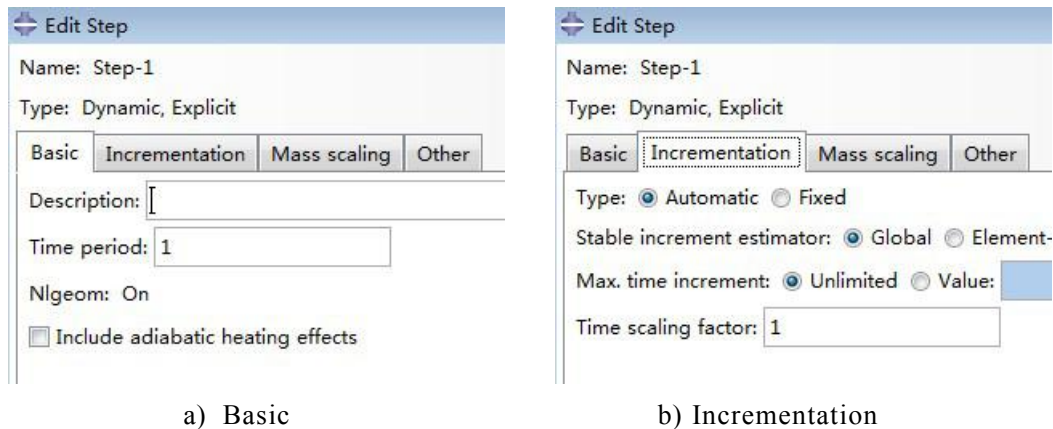 Edit Step
Name: Step-1
Type: Dynamic, Explicit
Basic Incrementation Mass scaling Other
Description:
Time period: 1
Nlgeom: On
Include adiabatic heating effects
a) Basic
Edit Step
Name: Step-1
Type: Dynamic, Explicit
Basic Incrementation Mass scaling Other
Type: Automatic Fixed
Stable increment estimator: Global Element-
Max. time increment: Unlimited Value:
Time scaling factor: 1
b) Incrementation